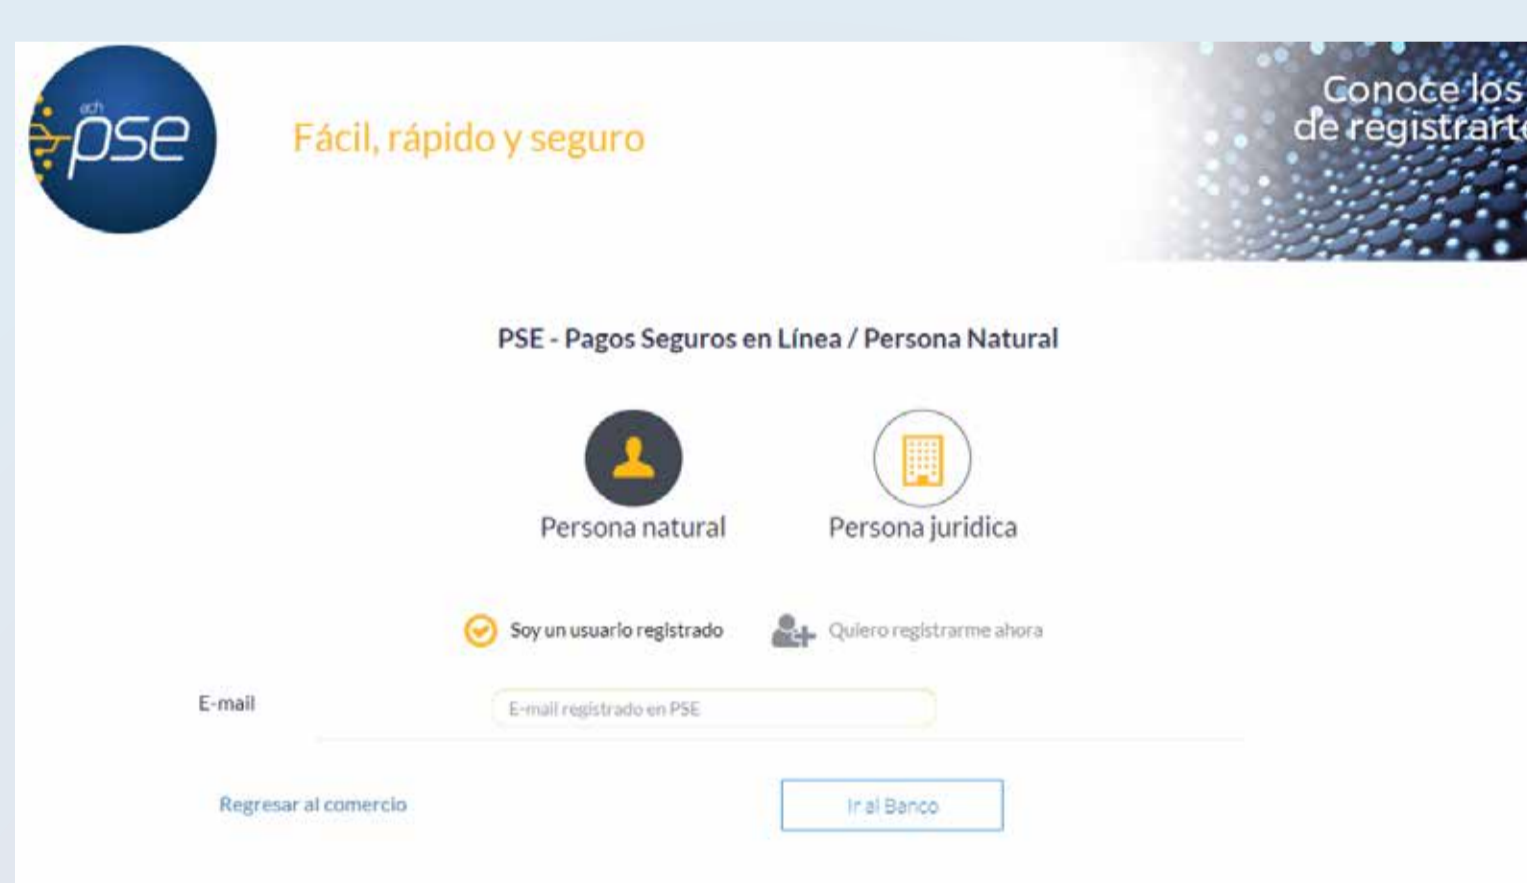 ach
pse
Fácil, rápido y seguro
Conoce los
de registrarte
PSE - Pagos Seguros en Línea / Persona Natural
Persona natural
Persona juridica
Soy un usuario registrado
Quiero registrarme ahora
E-mail
E-mail registrado en PSE
Regresar al comercio
Ir al Banco